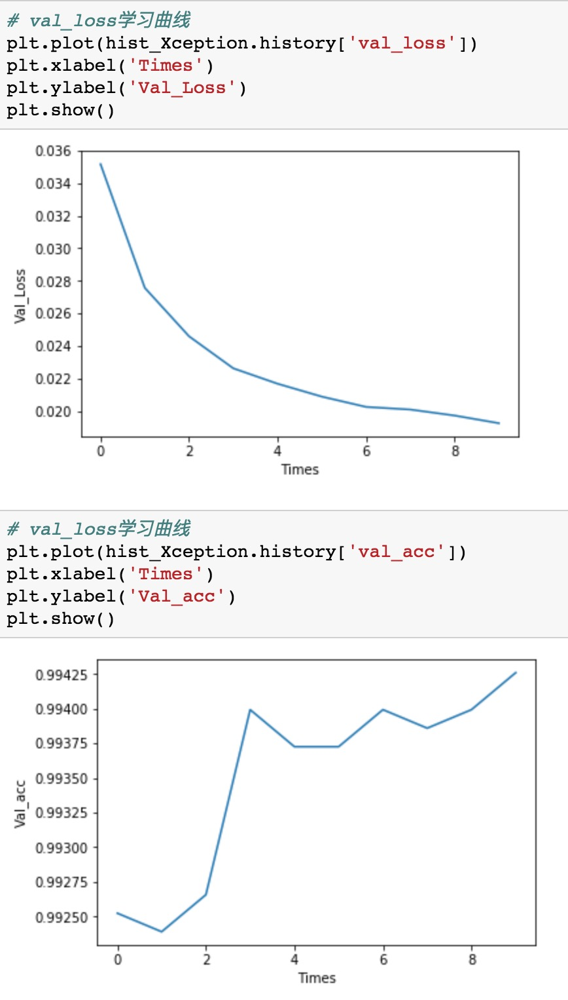 # val_loss学习曲线
plt.plot(hist_Xception.history['val_loss'])
plt.xlabel('Times')
plt.ylabel('Val_Loss')
plt.show()
0.036
0.034
0.032
0.030
0.028
0.026
0.024
0.022
0.020
Val_Loss
0 2 4 6 8
Times
# val_loss学习曲线
plt.plot(hist_Xception.history['val_acc'])
plt.xlabel('Times')
plt.ylabel('Val_acc')
plt.show()
0.99425
0.99400
0.99375
0.99350
0.99325
0.99300
0.99275
0.99250
Val_acc
0 2 4 6 8
Times